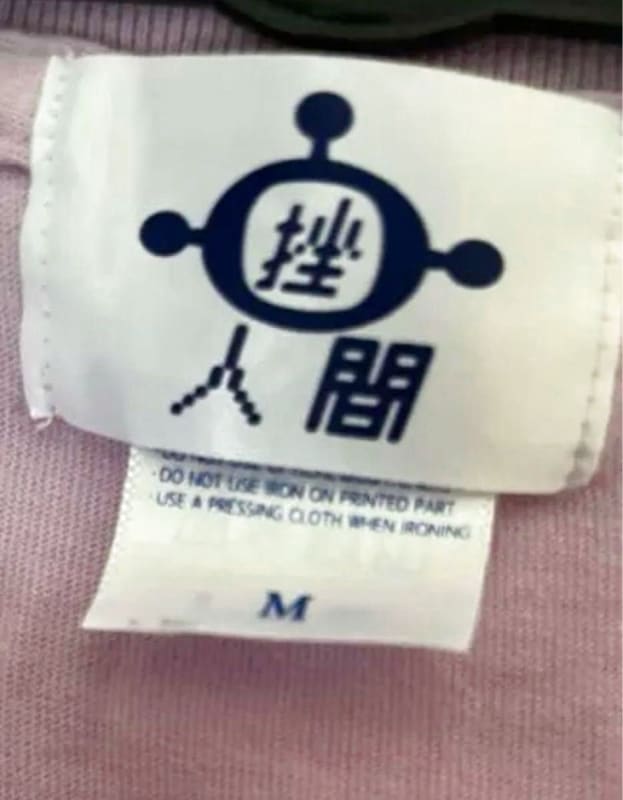 挫
人間
· DO NOT USE IRON ON PRINTED PART
· USE A PRESSING CLOTH WHEN IRONING
M